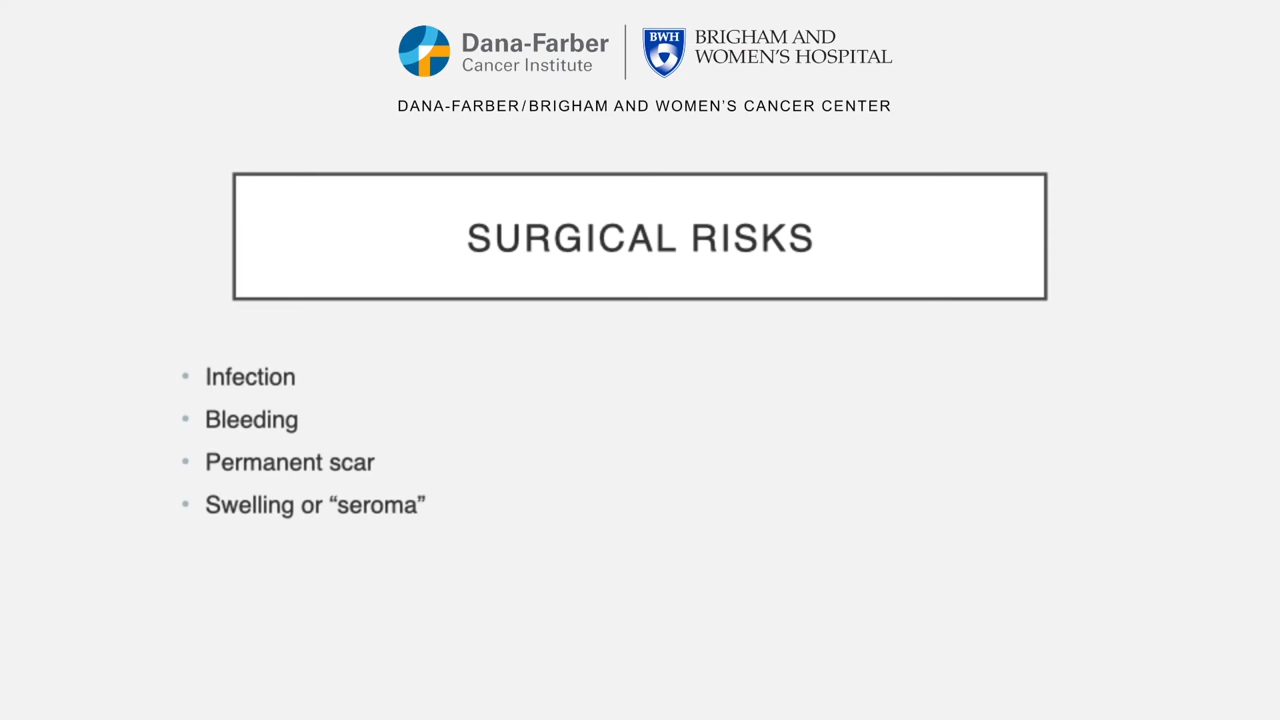 Dana-Farber
Cancer Institute
BWH
BRIGHAM AND
WOMEN'S HOSPITAL
DANA-FARBER/BRIGHAM AND WOMEN'S CANCER CENTER
SURGICAL RISKS
• Infection
• Bleeding
• Permanent scar
• Swelling or “seroma”